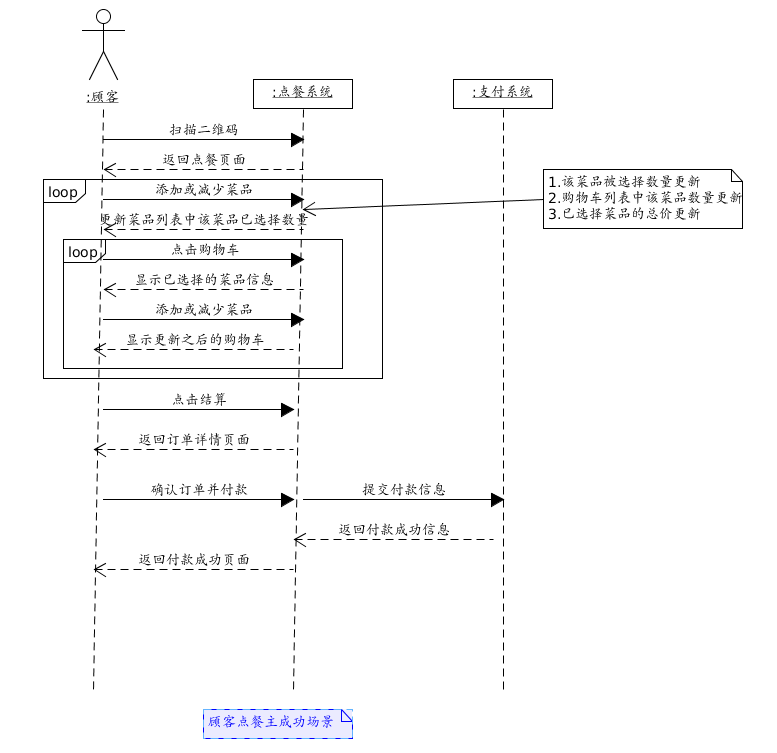 :顾客
:点餐系统
:支付系统
扫描二维码
返回点餐页面
loop
添加或减少菜品
1.该菜品被选择数量更新
2.购物车列表中该菜品数量更新
3.已选择菜品的总价更新
更新菜品列表中该菜品已选择数量
loop
点击购物车
显示已选择的菜品信息
添加或减少菜品
显示更新之后的购物车
点击结算
返回订单详情页面
确认订单并付款
提交付款信息
返回付款成功信息
返回付款成功页面
顾客点餐主成功场景